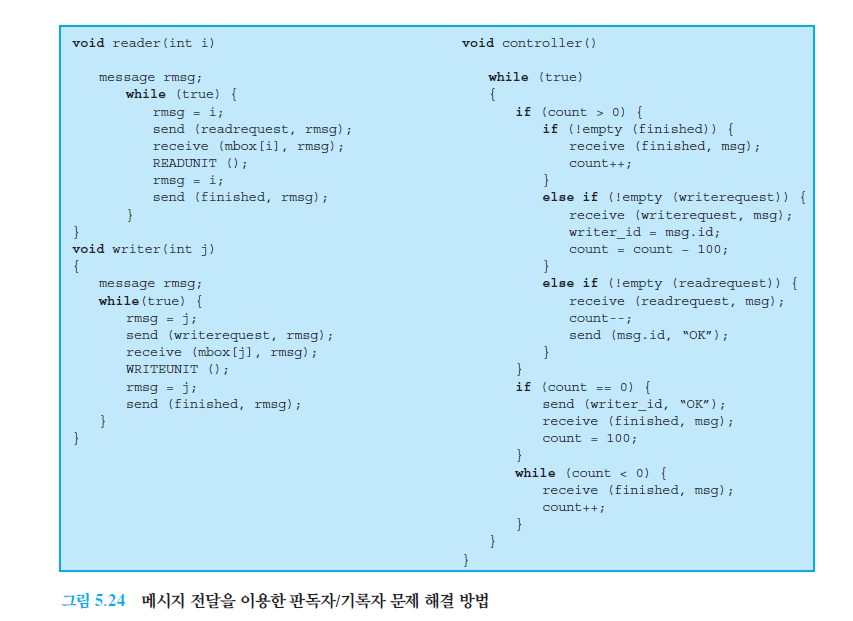 void reader(int i)
message rmsg;
while (true) {
rmsg = i;
send (readrequest, rmsg);
receive (mbox[i], rmsg);
READUNIT ();
rmsg = i;
send (finished, rmsg);
}
}
void writer(int j)
{
message rmsg;
while(true) {
rmsg = j;
send (writerequest, rmsg);
receive (mbox[j], rmsg);
WRITEUNIT ();
rmsg = j;
send (finished, rmsg);
}
}
void controller()
while (true)
{
if (count > 0) {
if (!empty (finished)) {
receive (finished, msg);
count++;
}
else if (!empty (writerequest)) {
receive (writerequest, msg);
writer_id = msg.id;
count = count – 100;
}
else if (!empty (readrequest)) {
receive (readrequest, msg);
count--;
send (msg.id, “OK”);
}
}
if (count == 0) {
send (writer_id, “OK”);
receive (finished, msg);
count = 100;
}
while (count < 0) {
receive (finished, msg);
count++;
}
}
}
그림 5.24 메시지 전달을 이용한 판독자/기록자 문제 해결 방법